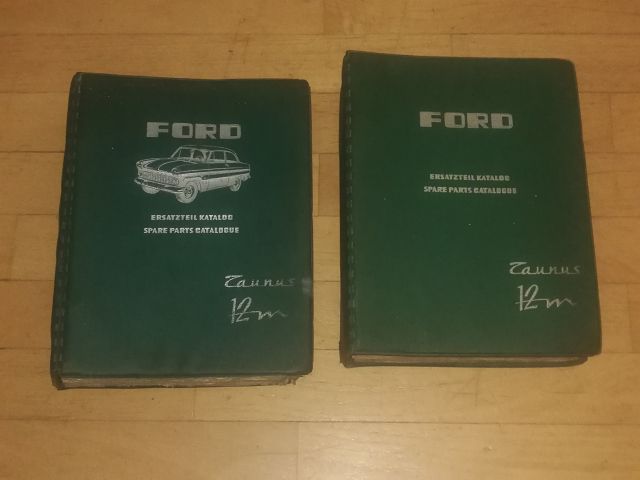 FORD
ERSATZTEIL KATALOG
SPARE PARTS CATALOGUE
Taunus
12m
FORD
ERSATZTEIL KATALOG
SPARE PARTS CATALOGUE
Taunus
12m